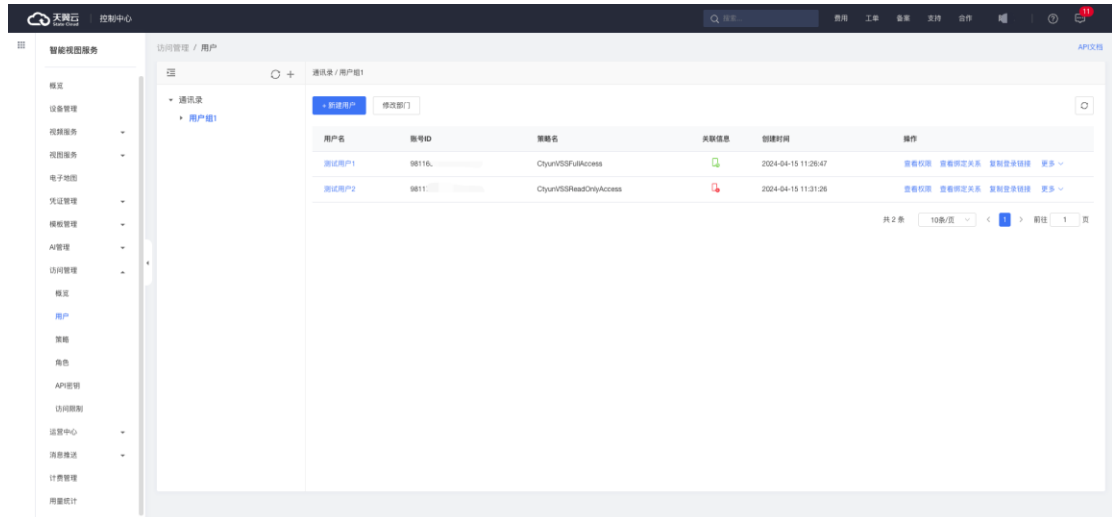 天翼云 State Cloud 控制中心 搜索... 费用 工单 备案 支持 合作 11
智能视图服务
访问管理 / 用户 API文档
通讯录 / 用户组1
概览
设备管理
视频服务
视图服务
电子地图
凭证管理
模板管理
AI管理
访问管理
概览
用户
策略
角色
API密钥
访问限制
运营中心
消息推送
计费管理
用量统计
通讯录
用户组1
+ 新建用户 修改部门
用户名 账号ID 策略名 关联信息 创建时间 操作
测试用户1 98116. CtyunVSSFullAccess 2024-04-15 11:26:47 查看权限 查看绑定关系 复制登录链接 更多
测试用户2 9811 CtyunVSSReadOnlyAccess 2024-04-15 11:31:26 查看权限 查看绑定关系 复制登录链接 更多
共 2 条 10条/页 < 1 > 前往 1 页